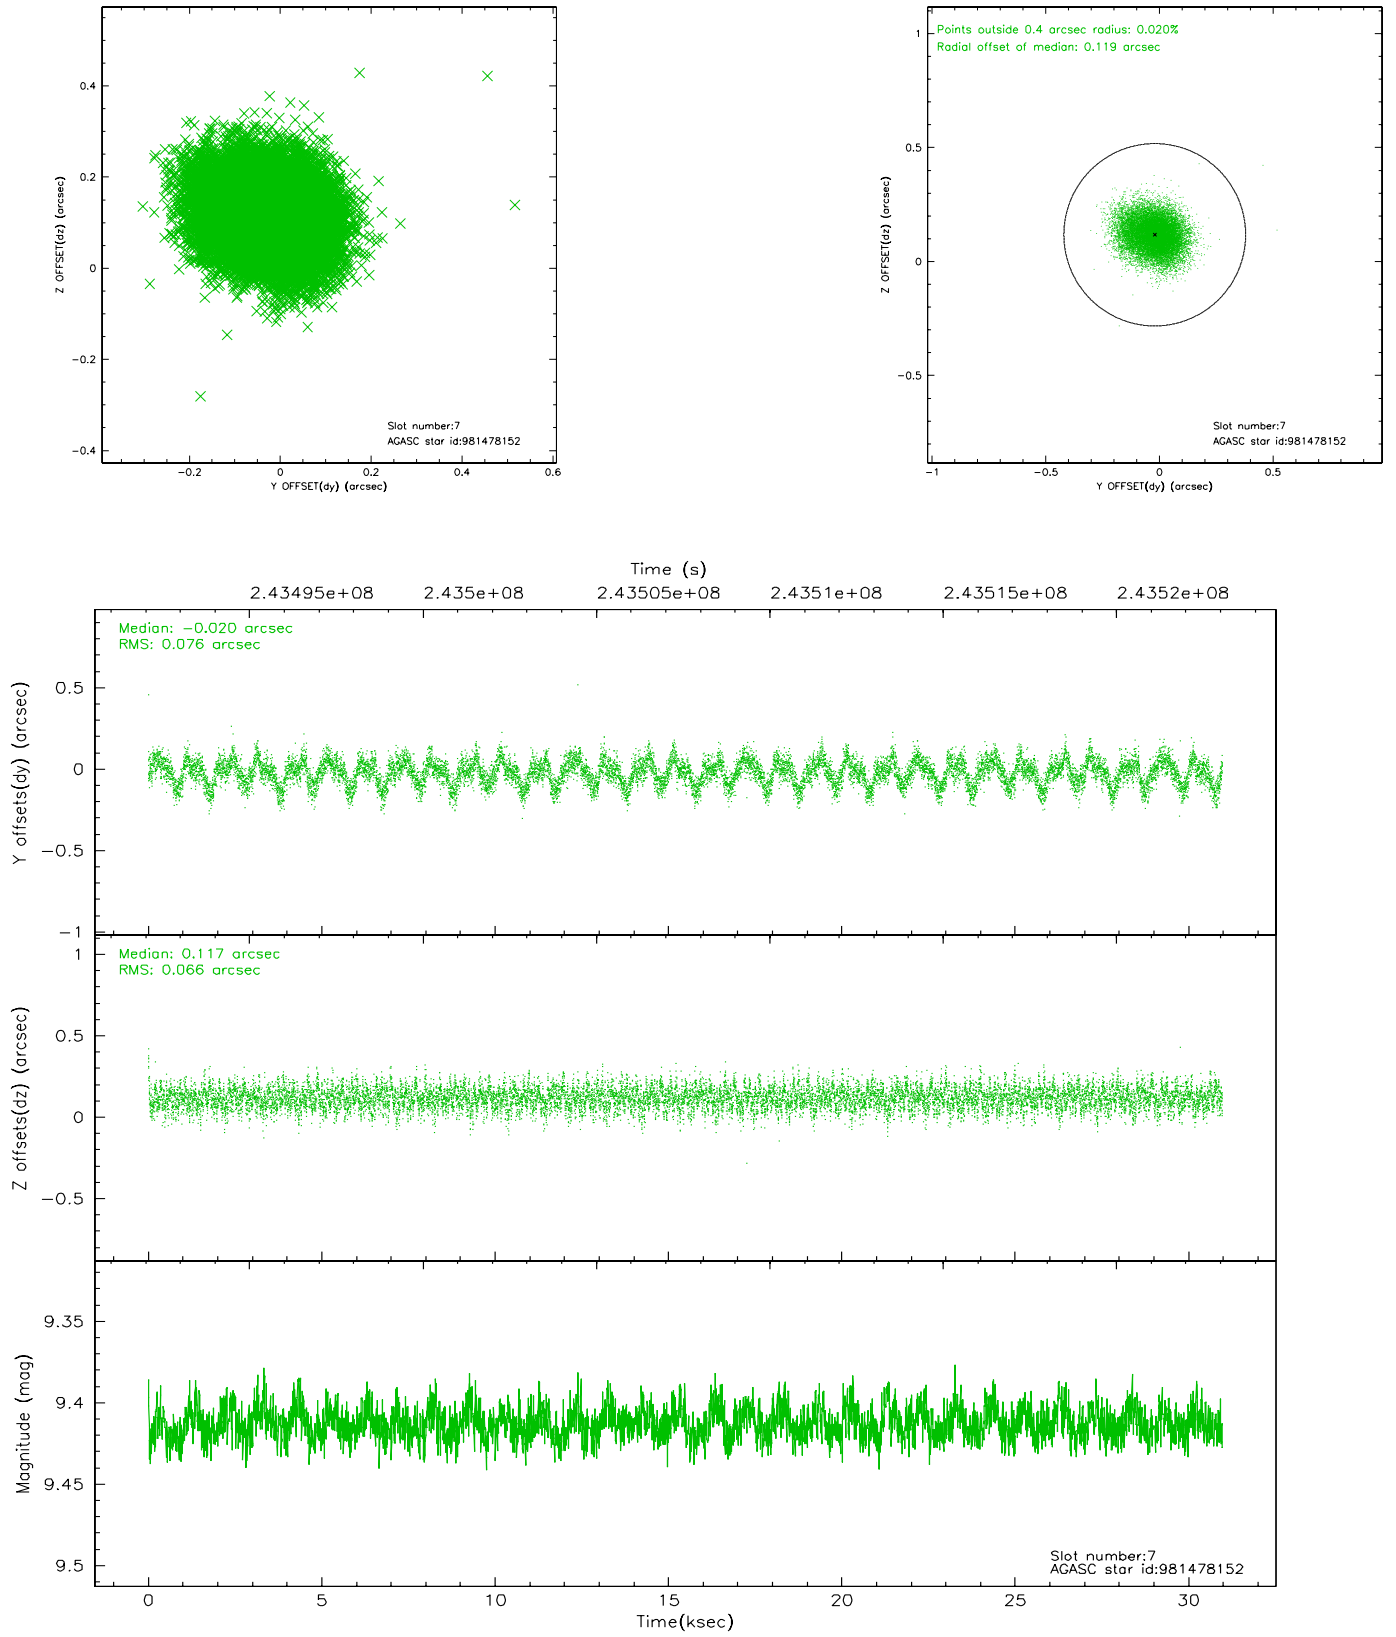 0.4
0.2
0
−0.2
−0.4
Z OFFSET(dz) (arcsec)
Slot number:7
AGASC star id:981478152
−0.2
0
0.2
0.4
0.6
Y OFFSET(dy) (arcsec)
Points outside 0.4 arcsec radius: 0.020%
Radial offset of median: 0.119 arcsec
1
0.5
0
−0.5
Z OFFSET(dz) (arcsec)
Slot number:7
AGASC star id:981478152
−1
−0.5
0
0.5
Y OFFSET(dy) (arcsec)
Time (s)
2.43495e+08
2.435e+08
2.43505e+08
2.4351e+08
2.43515e+08
2.4352e+08
Median: −0.020 arcsec
RMS: 0.076 arcsec
0.5
0
−0.5
−1
Y offsets(dy) (arcsec)
Median: 0.117 arcsec
RMS: 0.066 arcsec
1
0.5
0
−0.5
Z offsets(dz) (arcsec)
9.35
9.4
9.45
9.5
Magnitude (mag)
Slot number:7
AGASC star id:981478152
0
5
10
15
20
25
30
Time(ksec)